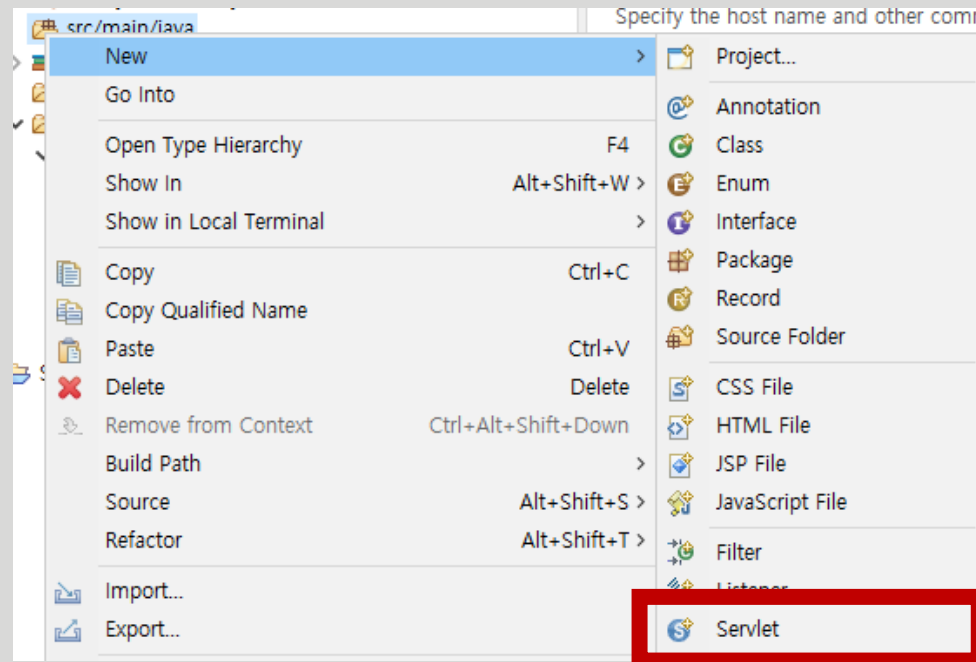 src/main/java
Specify the host name and other com
New
Go Into
Open Type Hierarchy F4
Show In Alt+Shift+W >
Show in Local Terminal >
Copy Ctrl+C
Copy Qualified Name
Paste Ctrl+V
Delete Delete
Remove from Context Ctrl+Alt+Shift+Down
Build Path >
Source Alt+Shift+S >
Refactor Alt+Shift+T >
Import...
Export...
Project...
Annotation
Class
Enum
Interface
Package
Record
Source Folder
CSS File
HTML File
JSP File
JavaScript File
Filter
Listener
Servlet